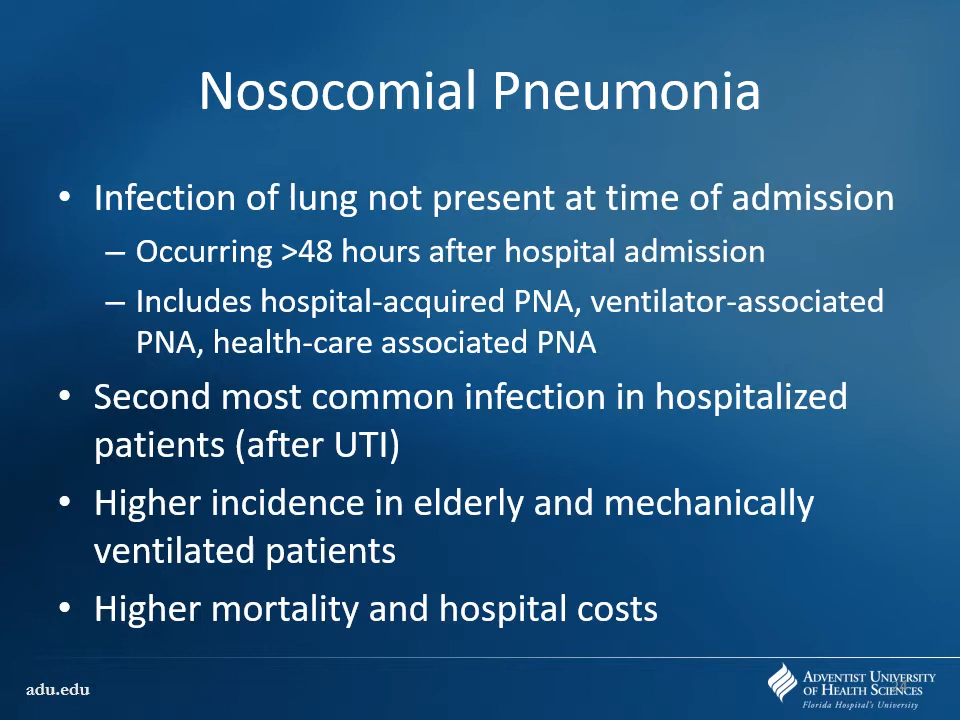 Nosocomial Pneumonia
• Infection of lung not present at time of admission
– Occurring >48 hours after hospital admission
– Includes hospital-acquired PNA, ventilator-associated
PNA, health-care associated PNA
• Second most common infection in hospitalized
patients (after UTI)
• Higher incidence in elderly and mechanically
ventilated patients
• Higher mortality and hospital costs
adu.edu
ADVENTIST UNIVERSITY
OF HEALTH SCIENCES
Florida Hospital's University